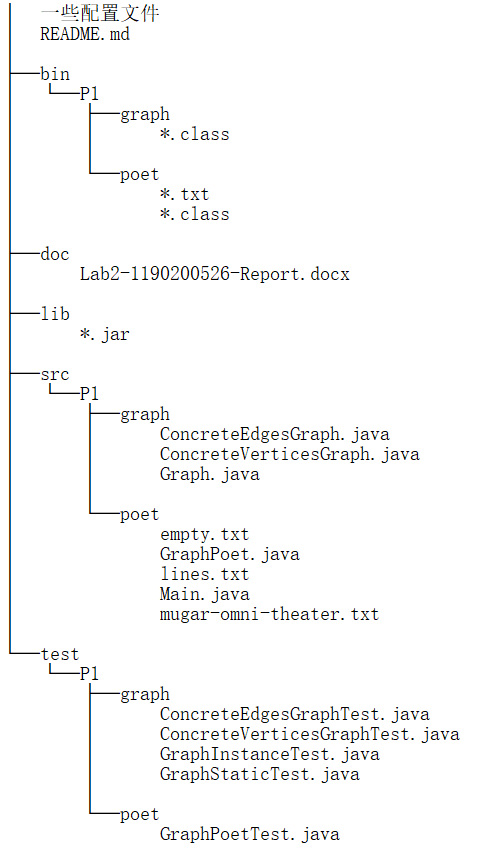 一些配置文件
README.md
bin
P1
graph
*.class
poet
*.txt
*.class
doc
Lab2-1190200526-Report.docx
lib
*.jar
src
P1
graph
ConcreteEdgesGraph.java
ConcreteVerticesGraph.java
Graph.java
poet
empty.txt
GraphPoet.java
lines.txt
Main.java
mugar-omni-theater.txt
test
P1
graph
ConcreteEdgesGraphTest.java
ConcreteVerticesGraphTest.java
GraphInstanceTest.java
GraphStaticTest.java
poet
GraphPoetTest.java